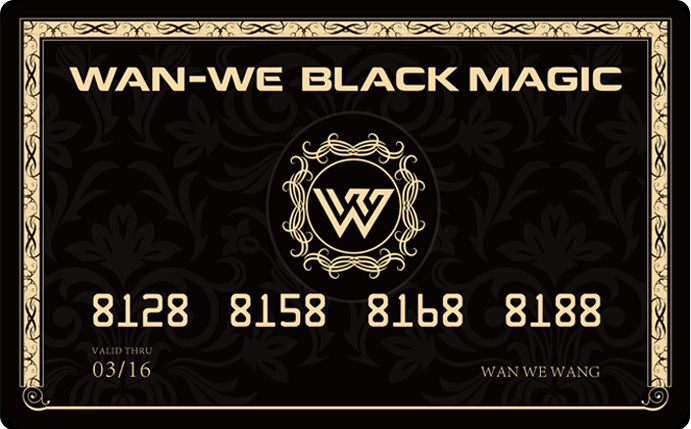 WAN-WE BLACK MAGIC
W
8128 8158 8168 8188
VALID THRU
03/16
WAN WE WANG